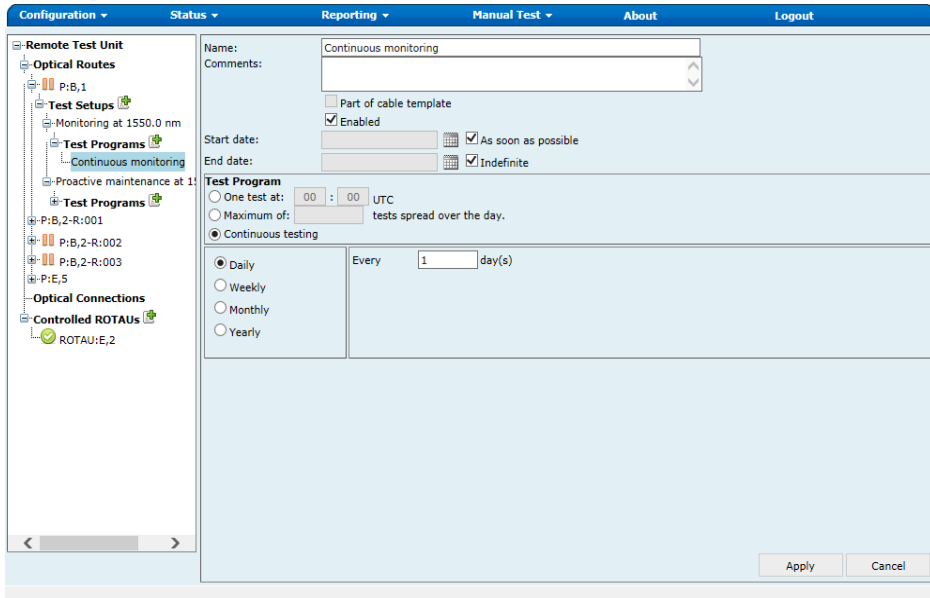 Configuration Status Reporting Manual Test About Logout
Remote Test Unit
Optical Routes
P:B,1
Test Setups
Monitoring at 1550.0 nm
Test Programs
Continuous monitoring
Proactive maintenance at
Test Programs
P:B,2-R:001
P:B,2-R:002
P:B,2-R:003
P:E,5
Optical Connections
Controlled ROTAUs
ROTAU:E,2
Name: Continuous monitoring
Comments:
Part of cable template
Enabled
Start date: As soon as possible
End date: Indefinite
Test Program
One test at: 00 : 00 UTC
Maximum of: tests spread over the day.
Continuous testing
Daily
Weekly
Monthly
Yearly
Every 1 day(s)
Apply Cancel